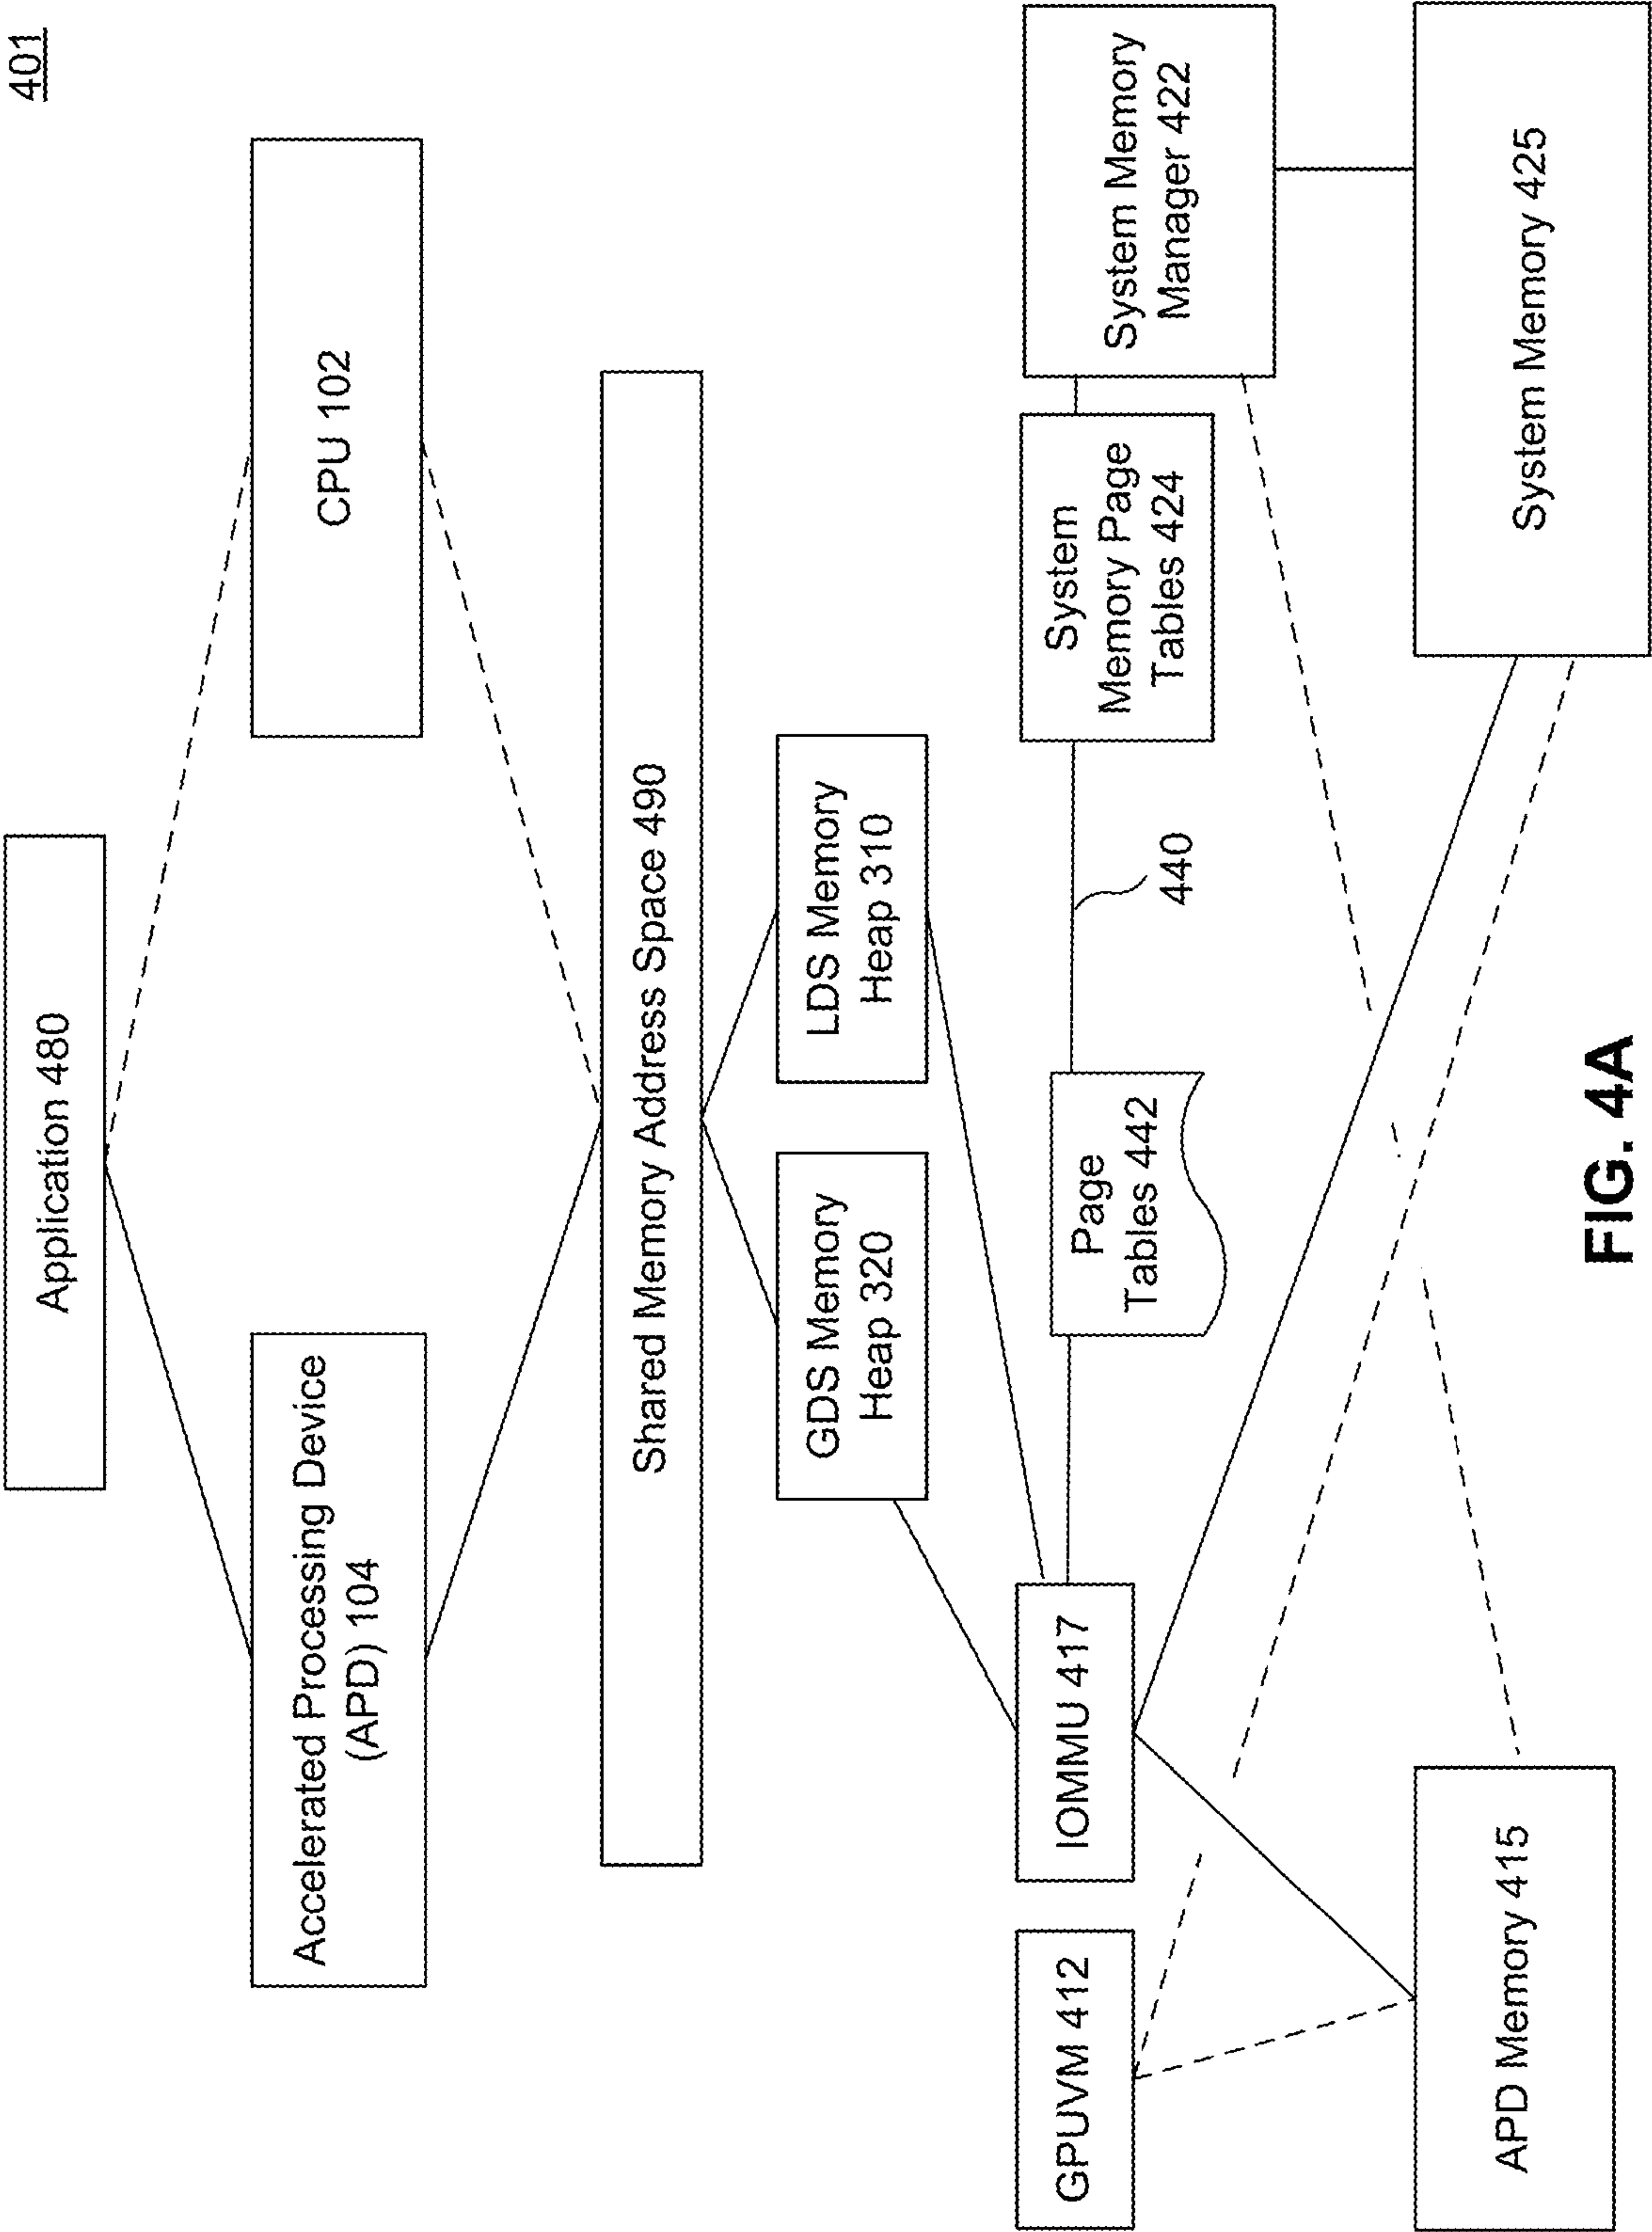 401
Application 480
Accelerated Processing Device
(APD) 104
CPU 102
Shared Memory Address Space 490
GDS Memory
Heap 320
LDS Memory
Heap 310
GPUVM 412
IOMMU 417
Page
Tables 442
440
System
Memory Page
Tables 424
System Memory
Manager 422
APD Memory 415
System Memory 425
FIG. 4A